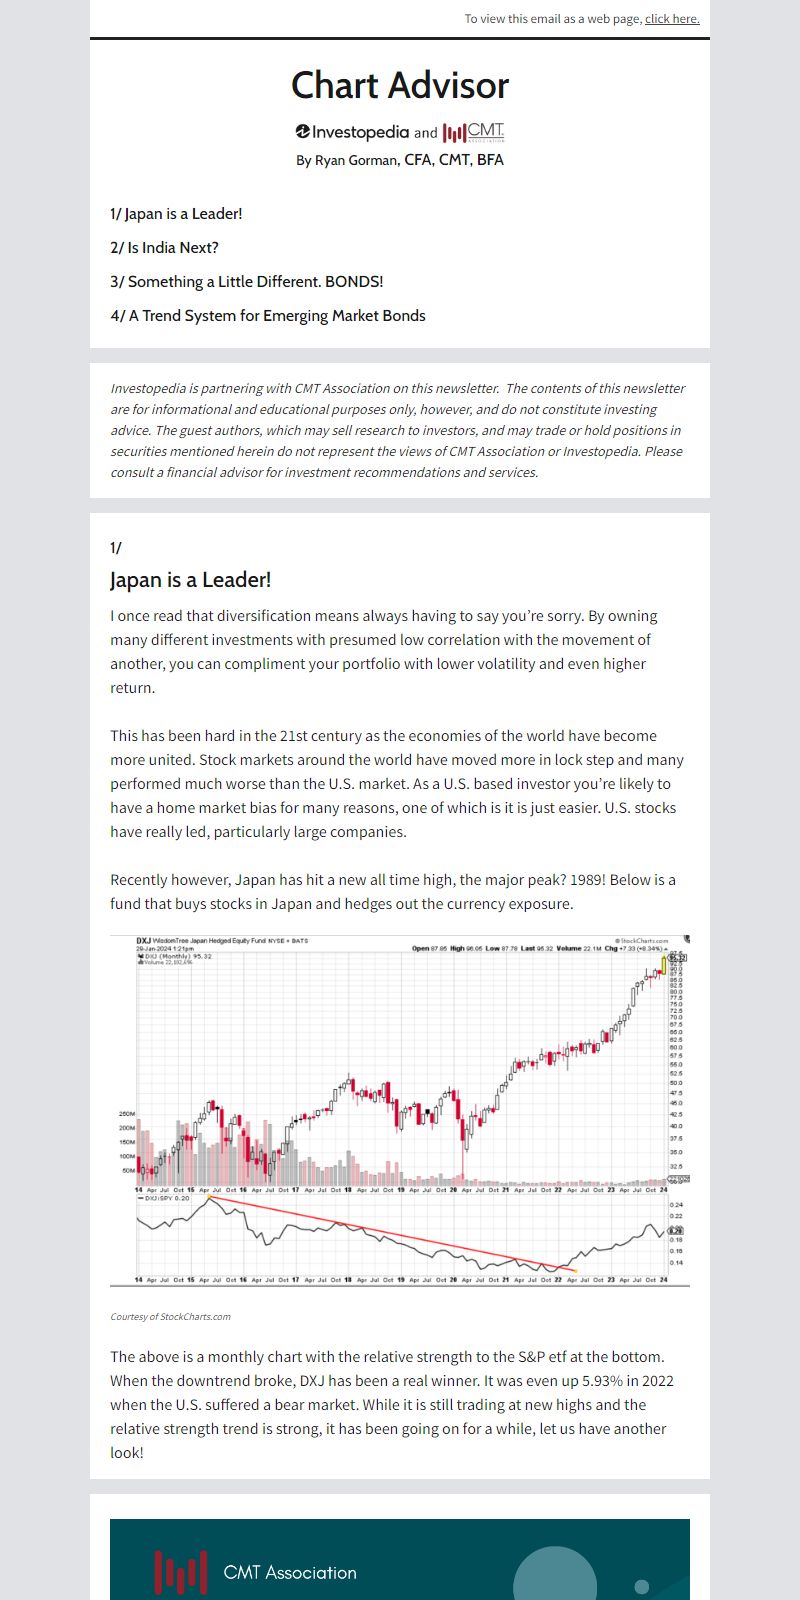 To view this email as a web page, click here.
Chart Advisor
Investopedia and CMT ASSOCIATION
By Ryan Gorman, CFA, CMT, BFA
1/ Japan is a Leader!
2/ Is India Next?
3/ Something a Little Different. BONDS!
4/ A Trend System for Emerging Market Bonds
Investopedia is partnering with CMT Association on this newsletter. The contents of this newsletter
are for informational and educational purposes only, however, and do not constitute investing
advice. The guest authors, which may sell research to investors, and may trade or hold positions in
securities mentioned herein do not represent the views of CMT Association or Investopedia. Please
consult a financial advisor for investment recommendations and services.
1/
Japan is a Leader!
I once read that diversification means always having to say you’re sorry. By owning
many different investments with presumed low correlation with the movement of
another, you can compliment your portfolio with lower volatility and even higher
return.
This has been hard in the 21st century as the economies of the world have become
more united. Stock markets around the world have moved more in lock step and many
performed much worse than the U.S. market. As a U.S. based investor you’re likely to
have a home market bias for many reasons, one of which is it is just easier. U.S. stocks
have really led, particularly large companies.
Recently however, Japan has hit a new all time high, the major peak? 1989! Below is a
fund that buys stocks in Japan and hedges out the currency exposure.
DXJ WisdomTree Japan Hedged Equity Fund NYSE + BATS © StockCharts.com
29-Jan-2024 1:21pm Open 87.85 High 96.05 Low 87.78 Last 95.32 Volume 22.1M Chg +7.33 (+8.34%)
DXJ (Monthly) 95.32
Volume 22,102,696
97.5
90.0
87.5
85.0
82.5
80.0
77.5
75.0
72.5
70.0
67.5
65.0
62.5
60.0
57.5
55.0
52.5
50.0
47.5
45.0
42.5
40.0
37.5
35.0
32.5
250M
200M
150M
100M
50M
14 Apr Jul Oct 15 Apr Jul Oct 16 Apr Jul Oct 17 Apr Jul Oct 18 Apr Jul Oct 19 Apr Jul Oct 20 Apr Jul Oct 21 Apr Jul Oct 22 Apr Jul Oct 23 Apr Jul Oct 24
DXJ:SPY 0.20
0.24
0.22
0.18
0.16
0.14
14 Apr Jul Oct 15 Apr Jul Oct 16 Apr Jul Oct 17 Apr Jul Oct 18 Apr Jul Oct 19 Apr Jul Oct 20 Apr Jul Oct 21 Apr Jul Oct 22 Apr Jul Oct 23 Apr Jul Oct 24
Courtesy of StockCharts.com
The above is a monthly chart with the relative strength to the S&P etf at the bottom.
When the downtrend broke, DXJ has been a real winner. It was even up 5.93% in 2022
when the U.S. suffered a bear market. While it is still trading at new highs and the
relative strength trend is strong, it has been going on for a while, let us have another
look!
CMT Association